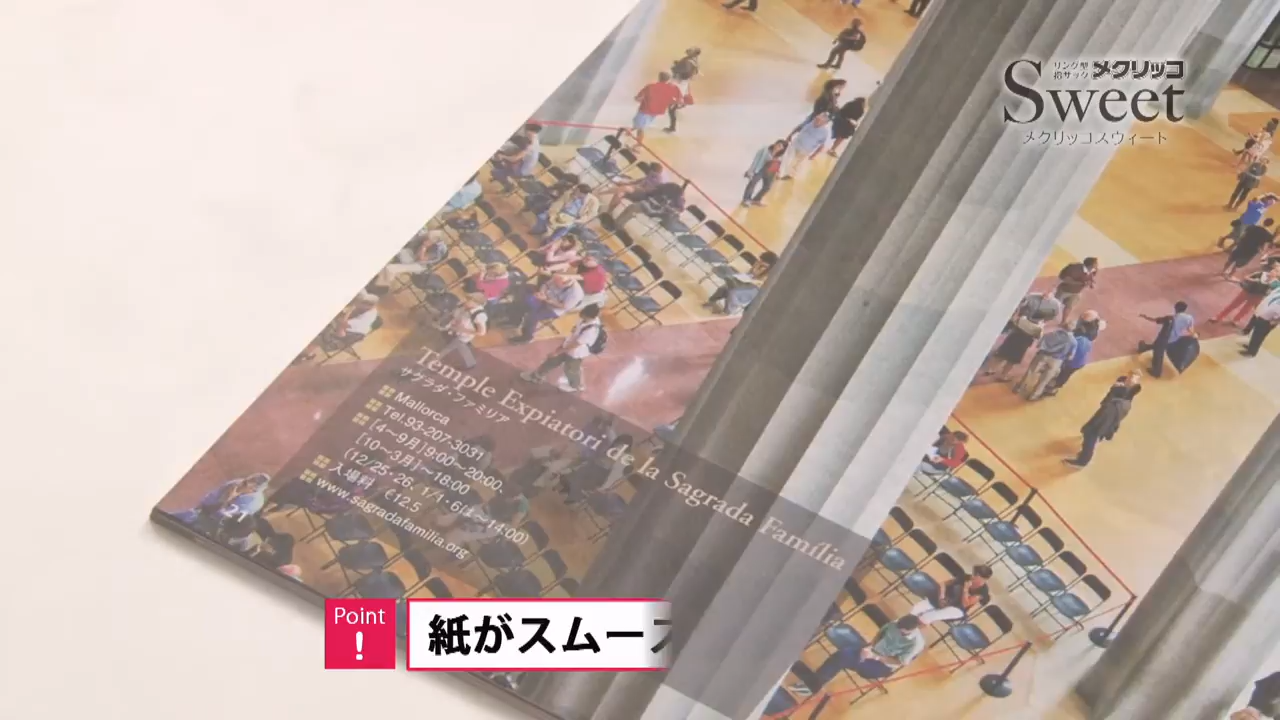 リング型
指サック メクリッコ
Sweet
メクリッコスウィート
Temple Expiatori de la Sagrada Família
サグラダ・ファミリア
Mallorca
Tel.93-207-3031
[4〜9月]9:00〜20:00、
[10〜3月]〜18:00
(12/25・26、1/1・6は〜14:00)
入場料 €12.5
www.sagradafamilia.org
21
Point
!
紙がスムー